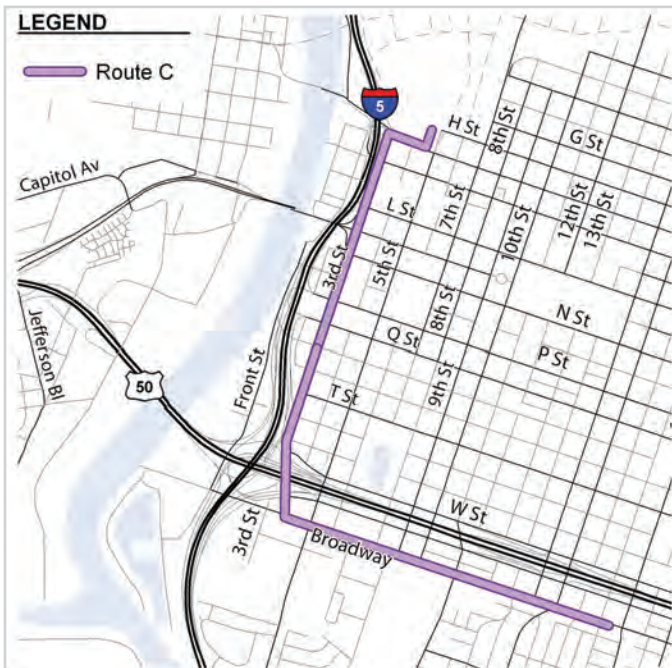 LEGEND
Route C
5
H St
8th St
G St
Capitol Av
L St
7th St
12th St
13th St
10th St
3rd St
5th St
8th St
N St
Jefferson Bl
Q St
P St
Front St
50
9th St
T St
W St
3rd St
Broadway